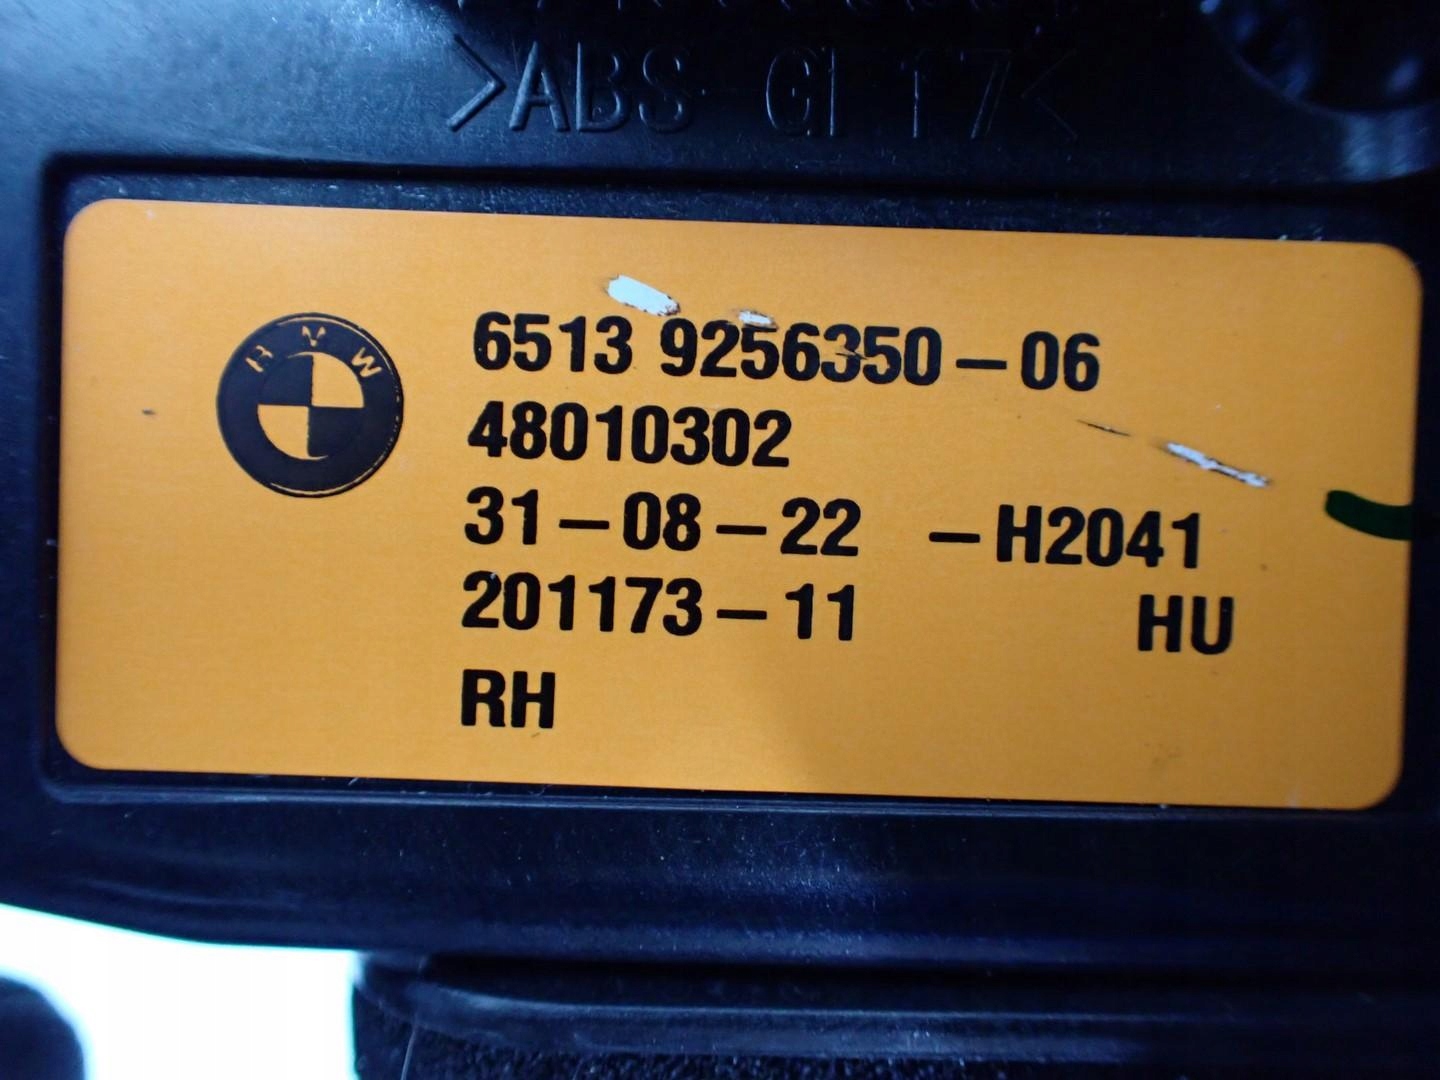 >ABS GF17<
BMW
6513 9256350-06
48010302
31-08-22 -H2041
201173-11 HU
RH